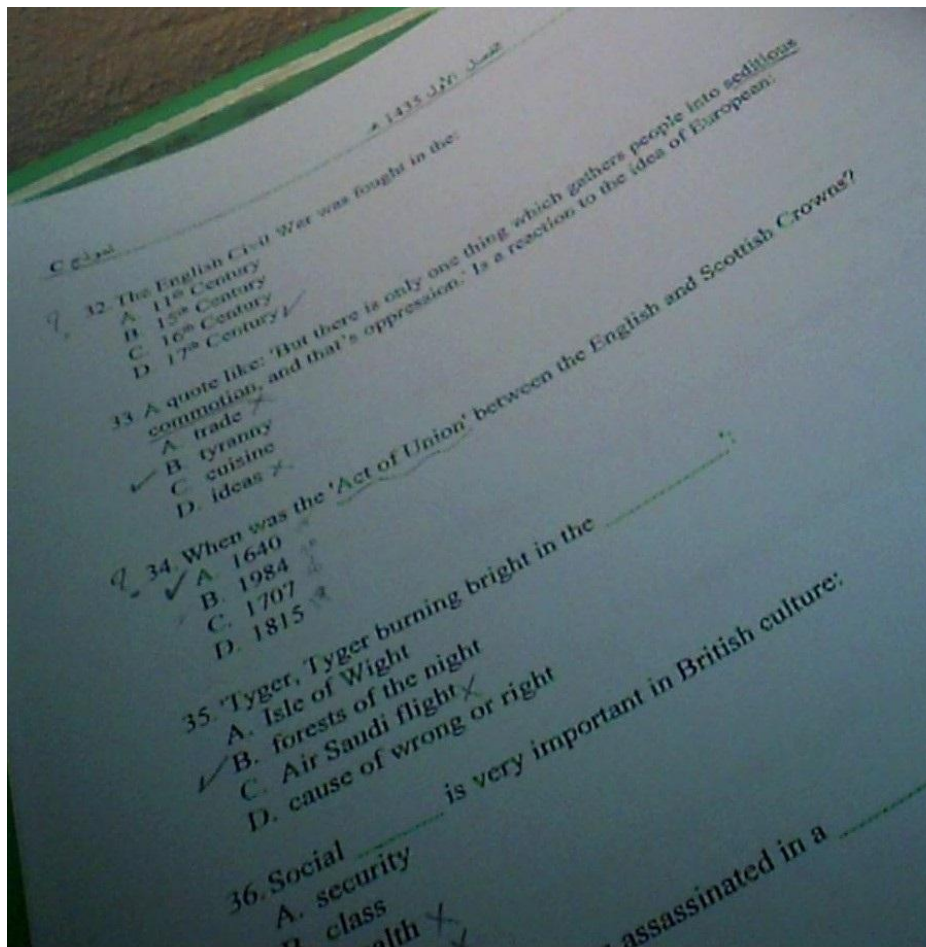 الفصل الأول 1435 هـ
نموذج C
32. The English Civil War was fought in the:
A. 11th Century
B. 15th Century
C. 16th Century
D. 17th Century
33. A quote like: 'But there is only one thing which gathers people into seditious
commotion, and that's oppression.' Is a reaction to the idea of European:
A. trade
B. tyranny
C. cuisine
D. ideas
34. When was the 'Act of Union' between the English and Scottish Crowns?
A. 1640
B. 1984
C. 1707
D. 1815
35. 'Tyger, Tyger burning bright in the
A. Isle of Wight
B. forests of the night
C. Air Saudi flight
D. cause of wrong or right
36. Social ______ is very important in British culture:
A. security
B. class
assassinated in a